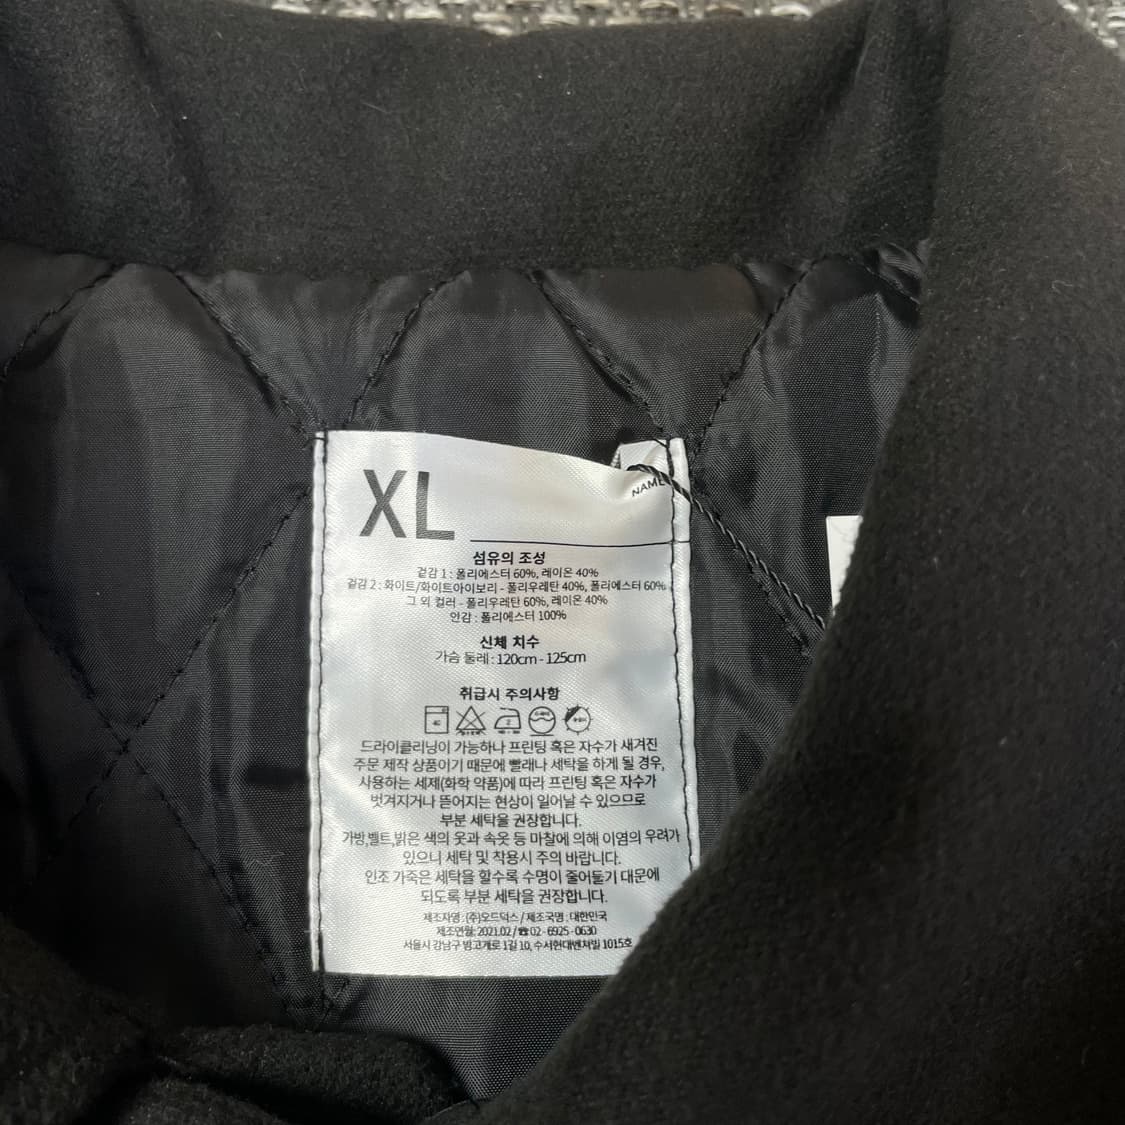 XL
NAME
섬유의 조성
겉감 1 : 폴리에스터 60%, 레이온 40%
겉감 2 : 화이트/화이트아이보리 - 폴리우레탄 40%, 폴리에스터 60%
그 외 컬러 - 폴리우레탄 60%, 레이온 40%
안감 : 폴리에스터 100%
신체 치수
가슴 둘레 : 120cm - 125cm
취급시 주의사항
드라이클리닝이 가능하나 프린팅 혹은 자수가 새겨진
주문 제작 상품이기 때문에 빨래나 세탁을 하게 될 경우,
사용하는 세제(화학 약품)에 따라 프린팅 혹은 자수가
벗겨지거나 뜯어지는 현상이 일어날 수 있으므로
부분 세탁을 권장합니다.
가방,벨트,밝은 색의 옷과 속옷 등 마찰에 의해 이염의 우려가
있으니 세탁 및 착용시 주의 바랍니다.
인조 가죽은 세탁을 할수록 수명이 줄어들기 대문에
되도록 부분 세탁을 권장합니다.
제조자명 : (주)오드덕스 / 제조국명 : 대한민국
제조연월: 2021.02 / ☎ 02 - 6925 - 0630
서울시 강남구 밤고개로 1길 10, 수서현대벤처빌 1015호